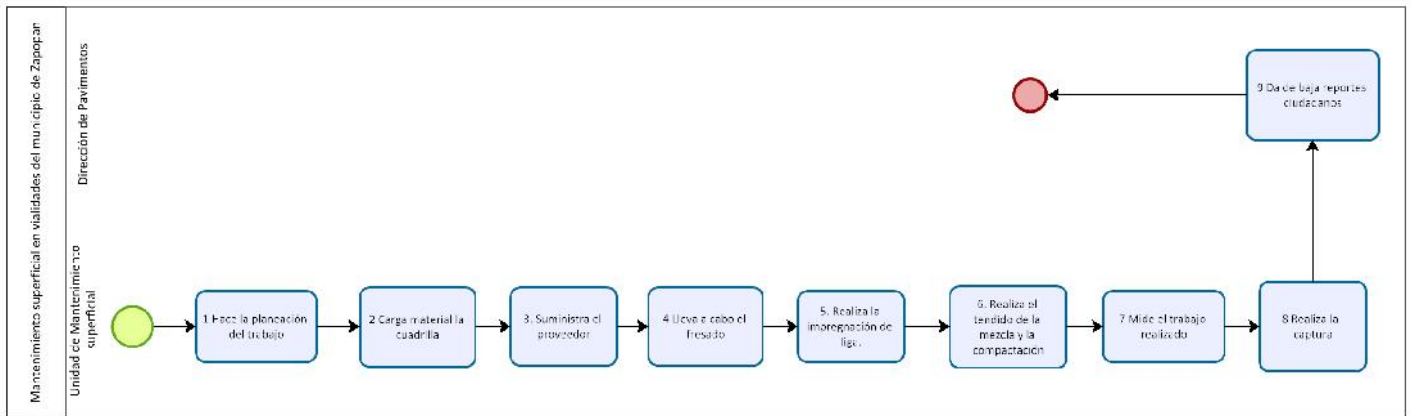 Mantenimiento superficial en vialidades del municipio de Zapopan
Dirección de Pavimentos
9 Da de baja reportes
ciudadanos
Unidad de Mantenimiento
superficial
1 Hace la planeación
del trabajo
2 Carga material la
cuadrilla
3. Suministra el
proveedor
4 Lleva a cabo el
fresado
5. Realiza la
impregnación de
liga.
6. Realiza el
tendido de la
mezcla y la
compactación
7 Mide el trabajo
realizado
8 Realiza la
captura